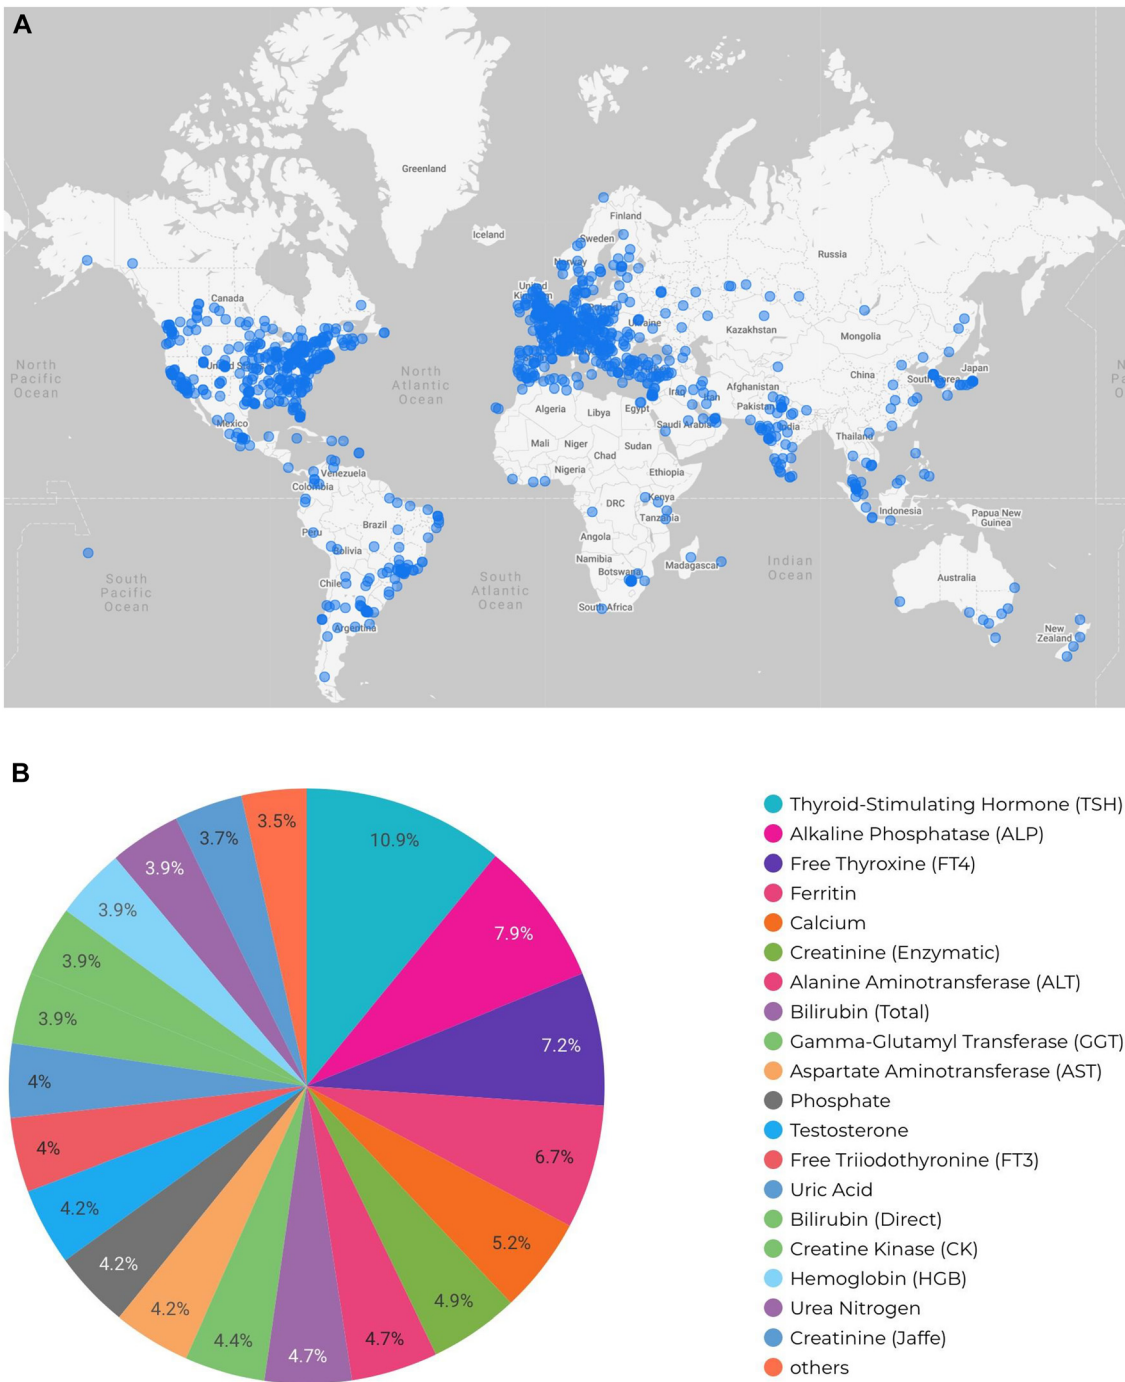 A
Greenland
Iceland
Finland
Sweden
Norway
Russia
United
Kingdom
Canada
Ukraine
Kazakhstan
Mongolia
North
Pacific
Ocean
United States
North
Atlantic
Ocean
Japan
South Korea
China
Afghanistan
Iraq
Iran
Pakistan
Algeria
Libya
Egypt
Saudi Arabia
India
Mexico
Mali
Niger
Chad
Sudan
Thailand
Venezuela
Nigeria
Ethiopia
Colombia
DRC
Kenya
Tanzania
Indonesia
Papua New
Guinea
Peru
Brazil
Angola
Bolivia
Namibia
Botswana
Madagascar
Indian
Ocean
South
Pacific
Ocean
Chile
South
Atlantic
Ocean
Australia
South Africa
Argentina
New
Zealand
N
Pa
O
B
3.5%
10.9%
3.7%
3.9%
7.9%
3.9%
3.9%
3.9%
7.2%
4%
4%
6.7%
4.2%
5.2%
4.2%
4.9%
4.2%
4.4%
4.7%
4.7%
Thyroid-Stimulating Hormone (TSH)
Alkaline Phosphatase (ALP)
Free Thyroxine (FT4)
Ferritin
Calcium
Creatinine (Enzymatic)
Alanine Aminotransferase (ALT)
Bilirubin (Total)
Gamma-Glutamyl Transferase (GGT)
Aspartate Aminotransferase (AST)
Phosphate
Testosterone
Free Triiodothyronine (FT3)
Uric Acid
Bilirubin (Direct)
Creatine Kinase (CK)
Hemoglobin (HGB)
Urea Nitrogen
Creatinine (Jaffe)
others